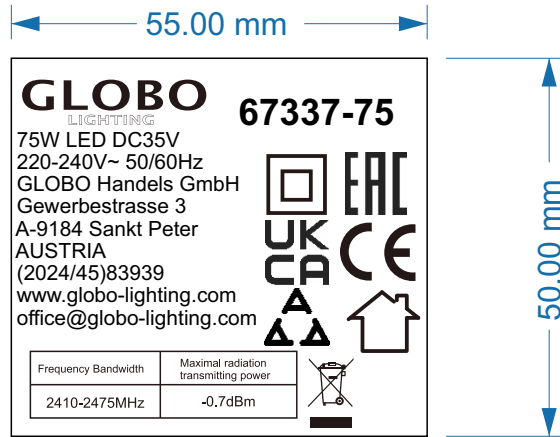 55.00 mm
GLOBO
LIGHTING
67337-75
75W LED DC35V
220-240V~ 50/60Hz
GLOBO Handels GmbH
Gewerbestrasse 3
A-9184 Sankt Peter
AUSTRIA
(2024/45)83939
www.globo-lighting.com
office@globo-lighting.com
EAC
UK
CA
CE
Frequency Bandwidth
Maximal radiation
transmitting power
2410-2475MHz
-0.7dBm
50.00 mm